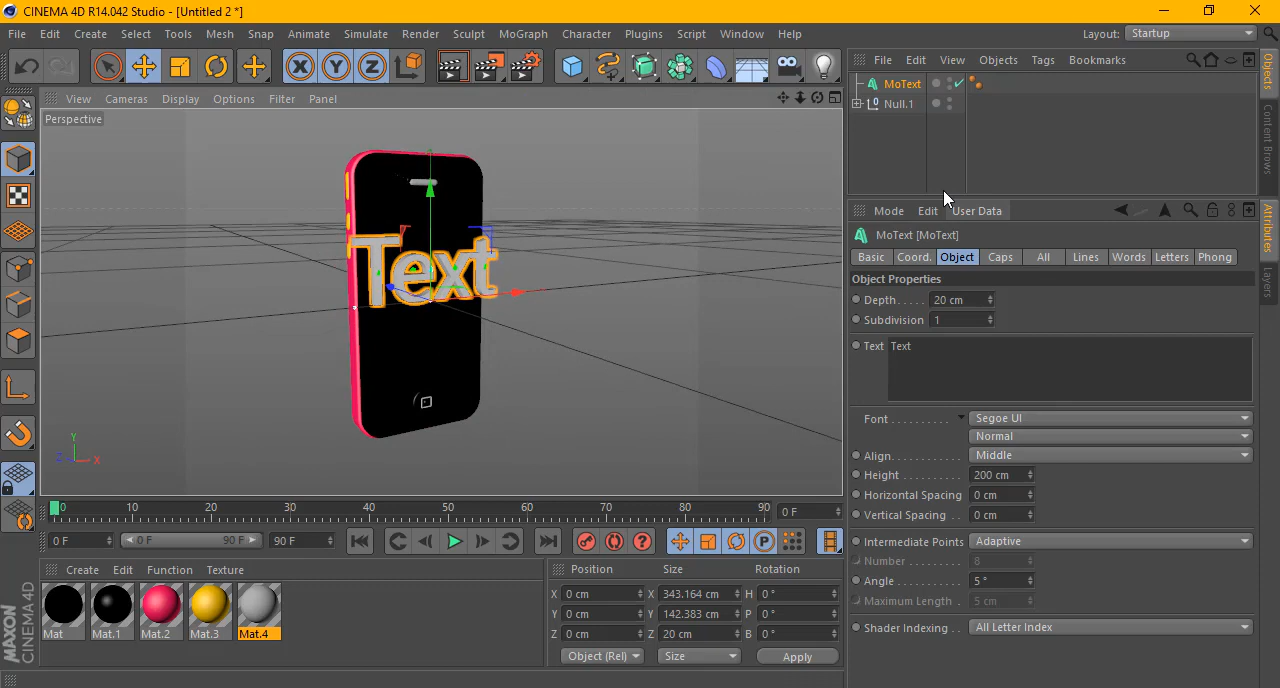 CINEMA 4D R14.042 Studio - [Untitled 2 *]
File Edit Create Select Tools Mesh Snap Animate Simulate Render Sculpt MoGraph Character Plugins Script Window Help Layout: Startup
X Y Z
File Edit View Objects Tags Bookmarks
View Cameras Display Options Filter Panel
MoText
Null.1
Perspective
Objects
Content Brows
Mode Edit User Data
MoText [MoText]
Basic Coord. Object Caps All Lines Words Letters Phong
Attributes
Layers
Object Properties
Depth..... 20 cm
Subdivision 1
Text Text
Text
Font.......... Segoe UI
Normal
Align............ Middle
Height ......... 200 cm
Horizontal Spacing 0 cm
Vertical Spacing .. 0 cm
Intermediate Points Adaptive
Number ......... 8
Angle........... 5 °
Maximum Length . 5 cm
Shader Indexing... All Letter Index
Y
Z X
0 10 20 30 40 50 60 70 80 90 0 F
0 F 0 F 90 F 90 F
P
Create Edit Function Texture
Mat Mat.1 Mat.2 Mat.3 Mat.4
Position Size Rotation
X 0 cm X 343.164 cm H 0 °
Y 0 cm Y 142.383 cm P 0 °
Z 0 cm Z 20 cm B 0 °
Object (Rel) Size Apply
MAXON
CINEMA 4D